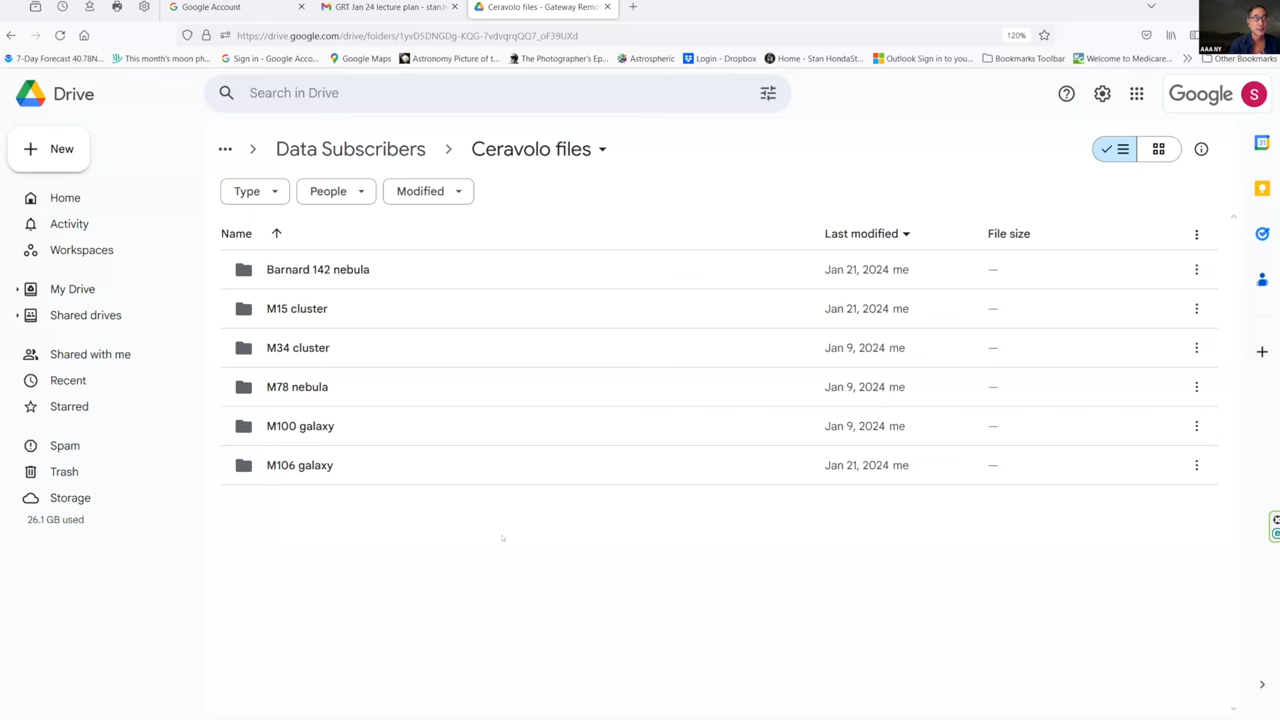 Google Account
GRT Jan 24 lecture plan - stan.h
Ceravolo files - Gateway Remo
https://drive.google.com/drive/folders/1yvD5DNGDg-KQG-7vdvqrqQQ7_oF39UXd
120%
AAA NY
7-Day Forecast 40.78N...
This month's moon ph...
Sign in - Google Acco...
Google Maps
Astronomy Picture of t...
The Photographer's Ep...
Astrospheric
Login - Dropbox
Home - Stan HondaSt...
Outlook Sign in to you...
Bookmarks Toolbar
Welcome to Medicare...
Other Bookmarks
Drive
Search in Drive
Google
S
New
... > Data Subscribers > Ceravolo files
Type
People
Modified
Home
Activity
Workspaces
My Drive
Shared drives
Shared with me
Recent
Starred
Spam
Trash
Storage
26.1 GB used
Name Last modified File size
Barnard 142 nebula Jan 21, 2024 me —
M15 cluster Jan 21, 2024 me —
M34 cluster Jan 9, 2024 me —
M78 nebula Jan 9, 2024 me —
M100 galaxy Jan 9, 2024 me —
M106 galaxy Jan 21, 2024 me —
31